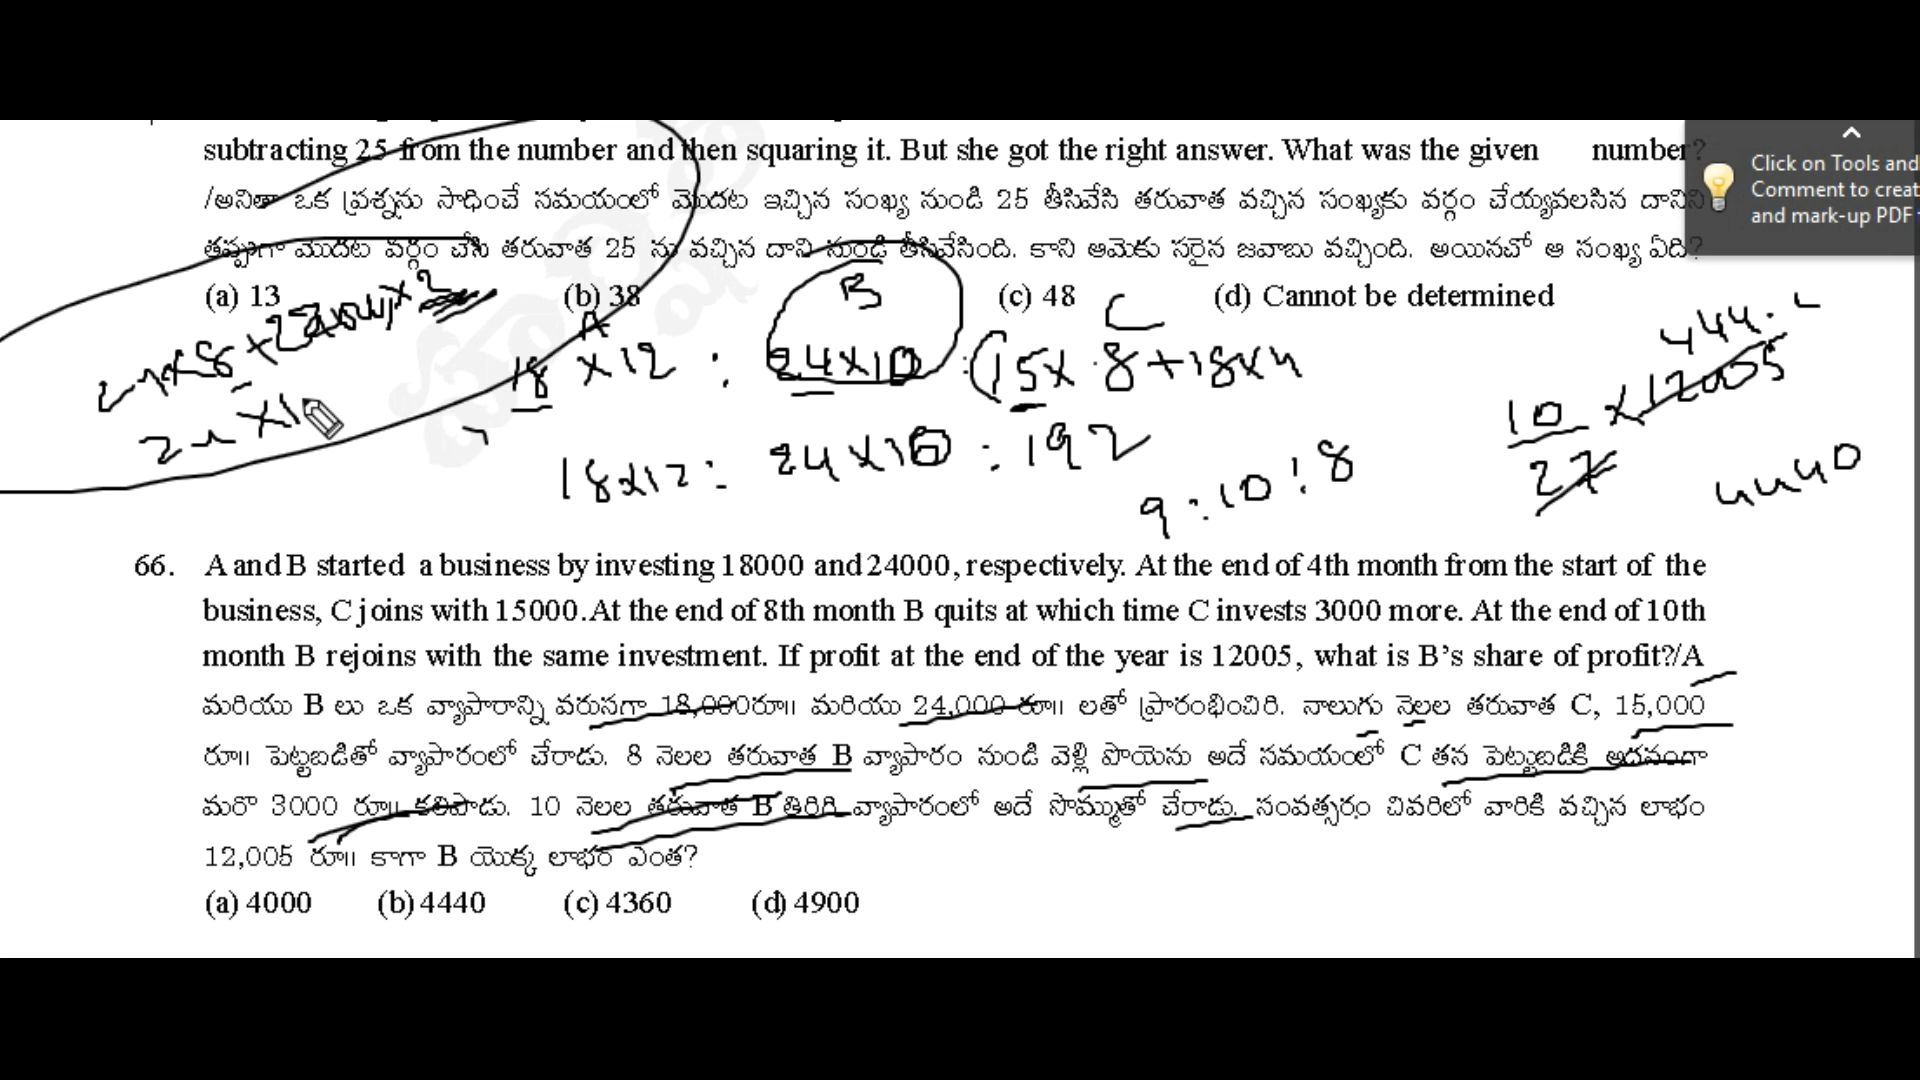 subtracting 25 from the number and then squaring it. But she got the right answer. What was the given number?
/అనితా ఒక ప్రశ్నను సాధించే సమయంలో మొదట ఇచ్చిన సంఖ్య నుండి 25 తీసివేసి తరువాత వచ్చిన సంఖ్యకు వర్గం చేయ్యవలసిన దానిని
తప్పుగా మొదట వర్గం చేసి తరువాత 25 ను వచ్చిన దాని నుండి తీసివేసింది. కాని ఆమెకు సరైన జవాబు వచ్చింది. అయినచో ఆ సంఖ్య ఏది?
(a) 13 (b) 38 (c) 48 (d) Cannot be determined
Click on Tools and
Comment to creat
and mark-up PDF
A B C
18 × 12 : 24×10 : (15× 8+18×4
18×12 : 24×10 : 192
9 : 10 : 8
10 × 12005
27
4440
66. A and B started a business by investing 18000 and 24000, respectively. At the end of 4th month from the start of the
business, C joins with 15000.At the end of 8th month B quits at which time C invests 3000 more. At the end of 10th
month B rejoins with the same investment. If profit at the end of the year is 12005, what is B’s share of profit?/A
మరియు B లు ఒక వ్యాపారాన్ని వరుసగా 18,000రూ॥ మరియు 24,000 రూ॥ లతో ప్రారంభించిరి. నాలుగు నెలల తరువాత C, 15,000
రూ॥ పెట్టబడితో వ్యాపారంలో చేరాడు. 8 నెలల తరువాత B వ్యాపారం నుండి వెళ్లి పొయెను అదే సమయంలో C తన పెట్టుబడికి అదనంగా
మరొ 3000 రూ॥ కలిపాడు. 10 నెలల తరువాత B తిరిగి వ్యాపారంలో అదే సొమ్ముతో చేరాడు. సంవత్సరం చివరిలో వారికి వచ్చిన లాభం
12,005 రూ॥ కాగా B యొక్క లాభం ఎంత?
(a) 4000 (b) 4440 (c) 4360 (d) 4900